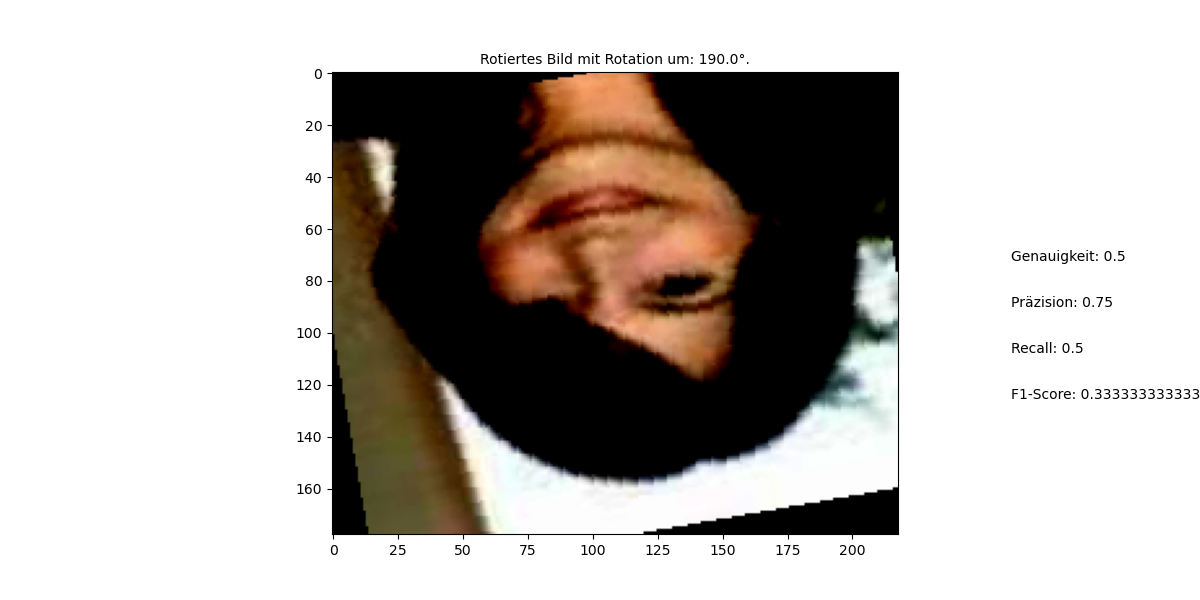 Rotiertes Bild mit Rotation um: 190.0°.
0
20
40
60
80
100
120
140
160
0 25 50 75 100 125 150 175 200
Genauigkeit: 0.5
Präzision: 0.75
Recall: 0.5
F1-Score: 0.333333333333